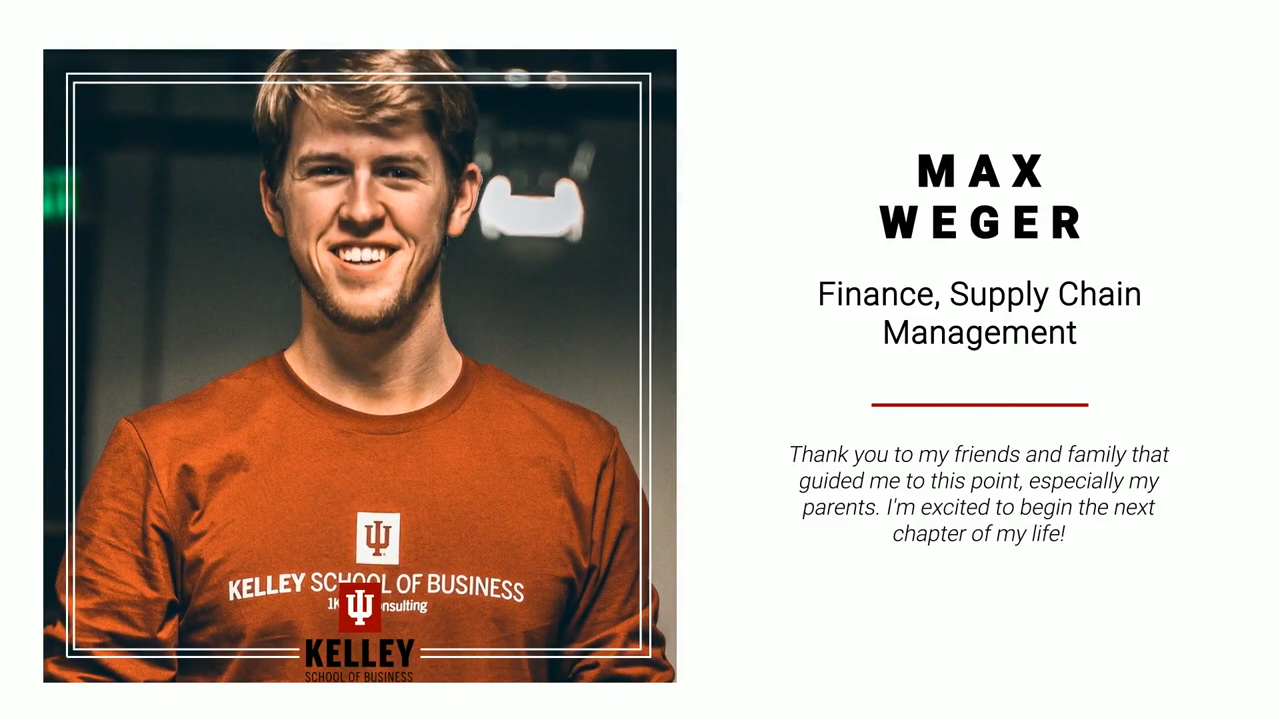 MAX
WEGER
Finance, Supply Chain
Management
Thank you to my friends and family that
guided me to this point, especially my
parents. I'm excited to begin the next
chapter of my life!
KELLEY SCHOOL OF BUSINESS
KELLEY
SCHOOL OF BUSINESS